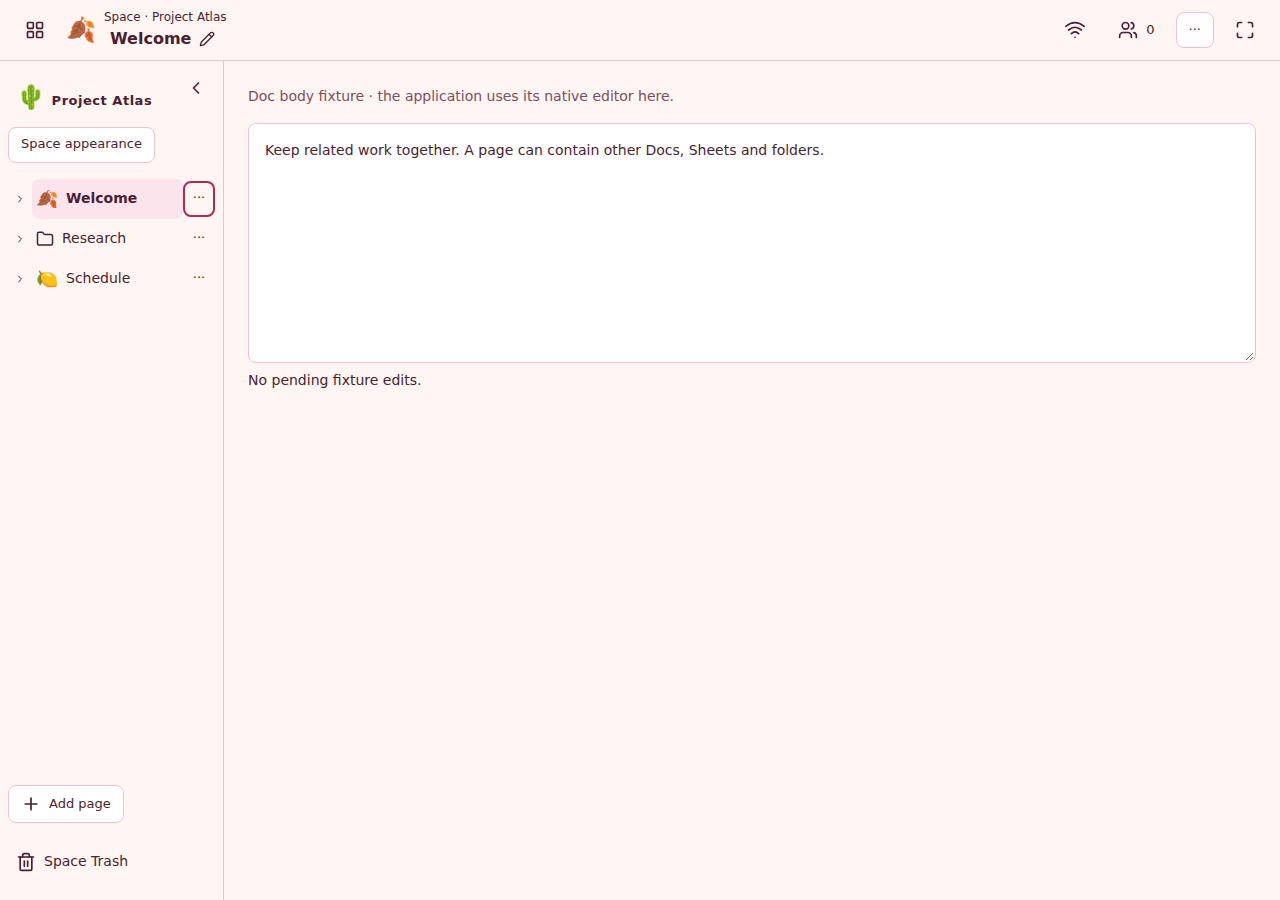 Space · Project Atlas
Welcome
0
...
Project Atlas
Space appearance
Welcome
...
Research
...
Schedule
...
Add page
Space Trash
Doc body fixture · the application uses its native editor here.
Keep related work together. A page can contain other Docs, Sheets and folders.
No pending fixture edits.